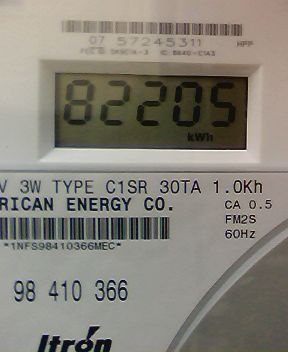 07 57245311
82205
kWh
V 3W TYPE C1SR 30TA 1.0Kh
RICAN ENERGY CO.
CA 0.5
FM2S
60Hz
*1NFS98410366MEC*
98 410 366
Itrón